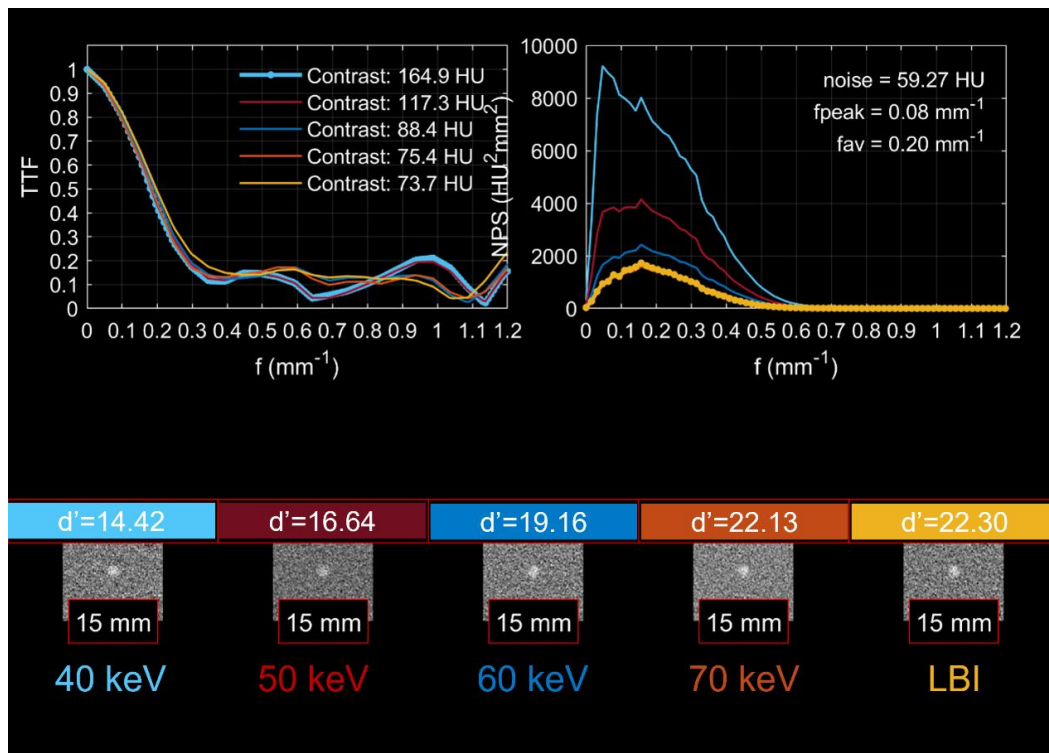 1
0.9
0.8
0.7
0.6
0.5
0.4
0.3
0.2
0.1
0
TTF
Contrast: 164.9 HU
Contrast: 117.3 HU
Contrast: 88.4 HU
Contrast: 75.4 HU
Contrast: 73.7 HU
0 0.1 0.2 0.3 0.4 0.5 0.6 0.7 0.8 0.9 1 1.1 1.2
f (mm⁻¹)
10000
8000
6000
4000
2000
0
NPS (HU²mm²)
noise = 59.27 HU
fpeak = 0.08 mm⁻¹
fav = 0.20 mm⁻¹
0 0.1 0.2 0.3 0.4 0.5 0.6 0.7 0.8 0.9 1 1.1 1.2
f (mm⁻¹)
d'=14.42 d'=16.64 d'=19.16 d'=22.13 d'=22.30
15 mm 15 mm 15 mm 15 mm 15 mm
40 keV 50 keV 60 keV 70 keV LBI